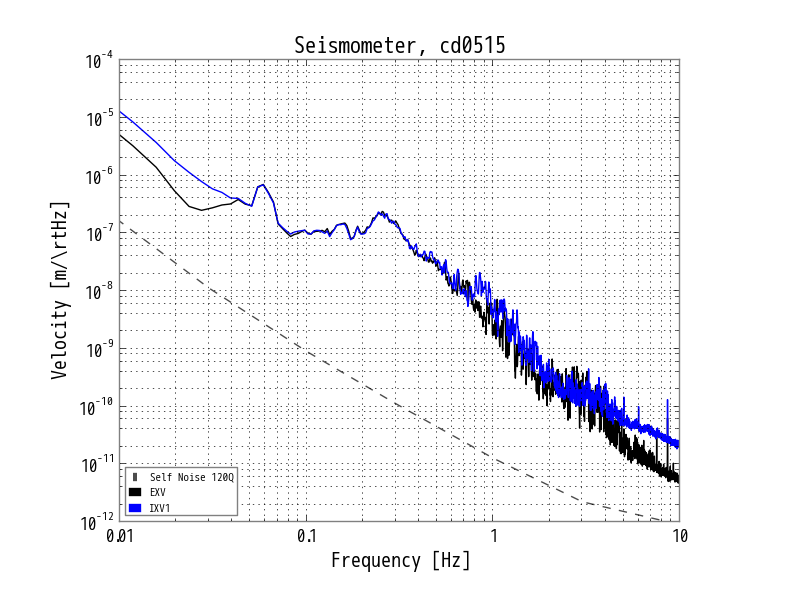 Seismometer, cd0515
Velocity [m/\rtHz]
10^-4
10^-5
10^-6
10^-7
10^-8
10^-9
10^-10
10^-11
10^-12
Self Noise 120Q
EXV
IXV1
0.01 0.1 1 10
Frequency [Hz]